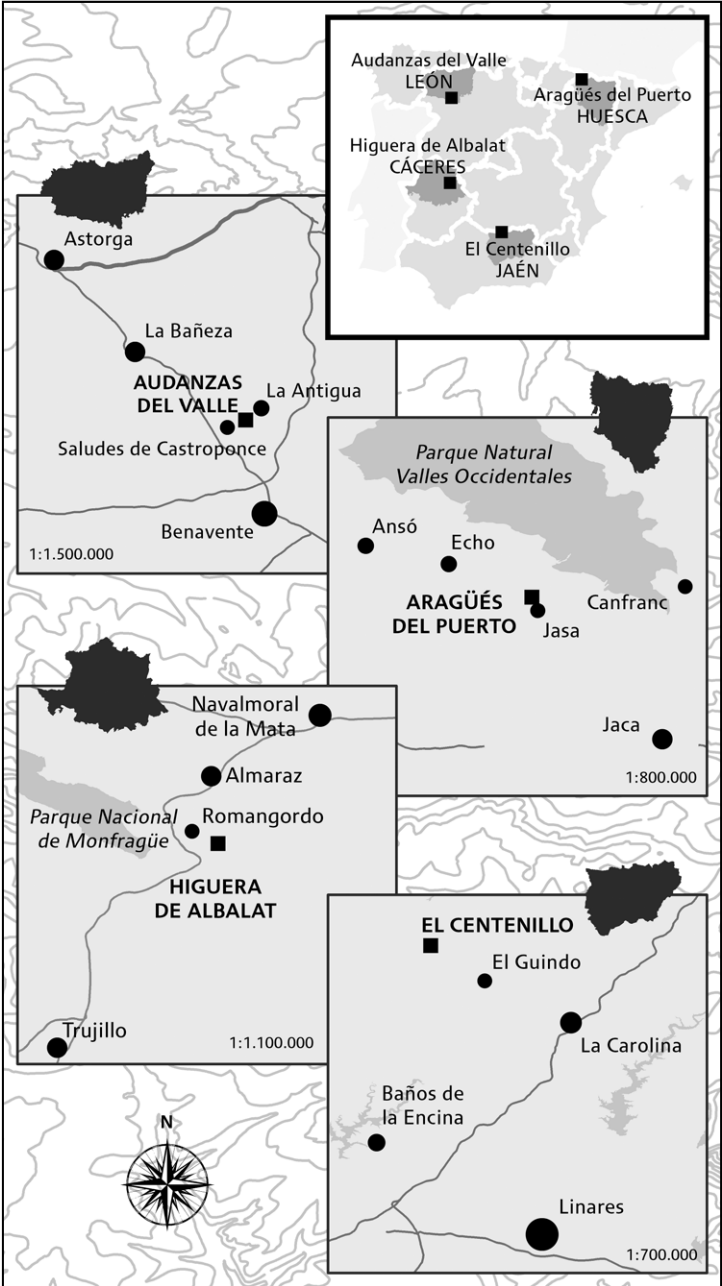 Audanzas del Valle
LEÓN
Aragüés del Puerto
HUESCA
Higuera de Albalat
CÁCERES
El Centenillo
JAÉN
Astorga
La Bañeza
AUDANZAS
DEL VALLE
La Antigua
Saludes de Castroponce
Benavente
1:1.500.000
Parque Natural
Valles Occidentales
Ansó
Echo
ARAGÜÉS
DEL PUERTO
Canfranc
Jasa
Jaca
1:800.000
Navalmoral
de la Mata
Almaraz
Parque Nacional
de Monfragüe
Romangordo
HIGUERA
DE ALBALAT
Trujillo
1:1.100.000
EL CENTENILLO
El Guindo
La Carolina
Baños de
la Encina
Linares
1:700.000
N